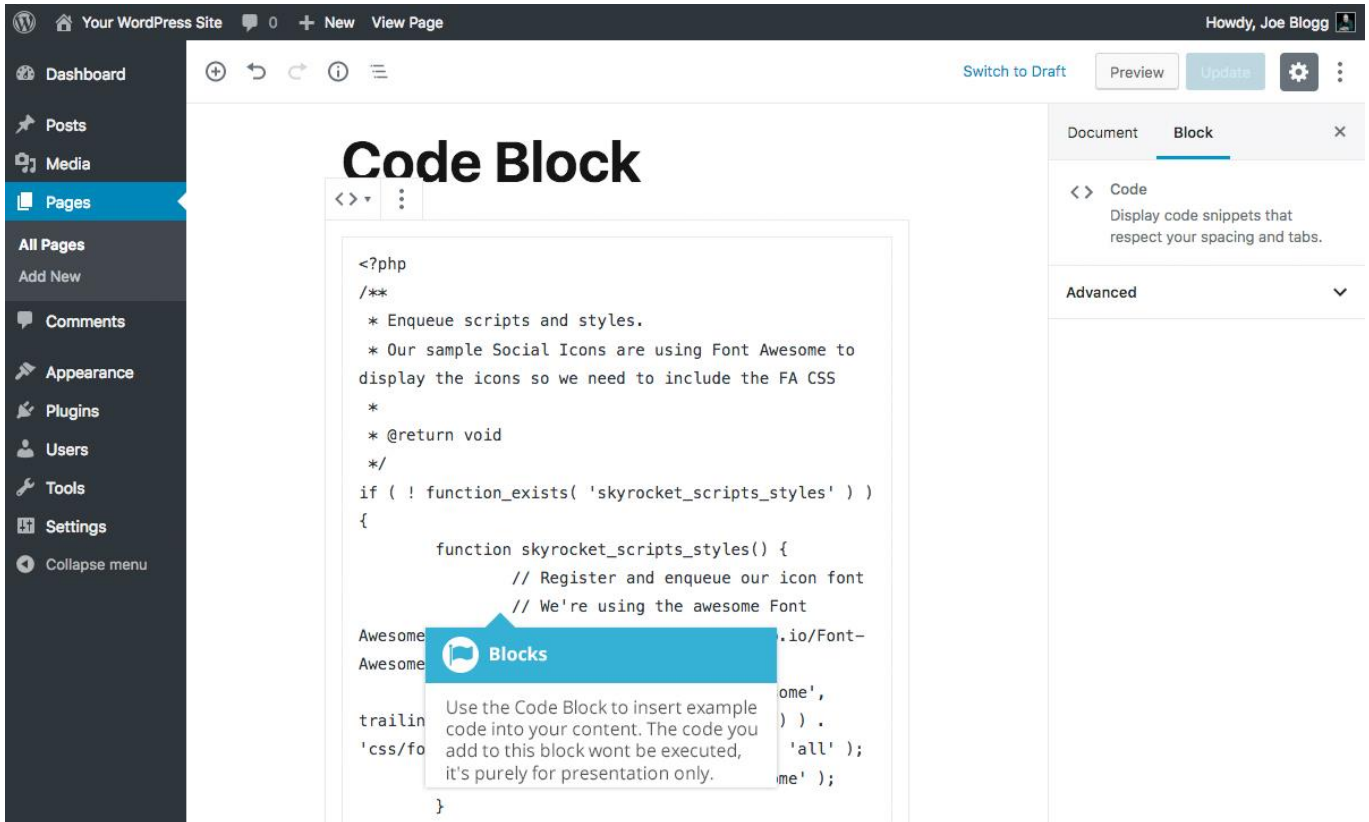 Your WordPress Site 0 + New View Page Howdy, Joe Blogg
Dashboard
Posts
Media
Pages
All Pages
Add New
Comments
Appearance
Plugins
Users
Tools
Settings
Collapse menu
Switch to Draft Preview Update
Code Block
<?php
/**
 * Enqueue scripts and styles.
 * Our sample Social Icons are using Font Awesome to
display the icons so we need to include the FA CSS
 *
 * @return void
 */
if ( ! function_exists( 'skyrocket_scripts_styles' ) )
{
        function skyrocket_scripts_styles() {
                // Register and enqueue our icon font
                // We're using the awesome Font
Awesome .io/Font-
Awesome
ome',
trailin ) ) .
'css/fo 'all' );
me' );
        }
Blocks
Use the Code Block to insert example
code into your content. The code you
add to this block wont be executed,
it's purely for presentation only.
Document Block ×
Code
Display code snippets that
respect your spacing and tabs.
Advanced